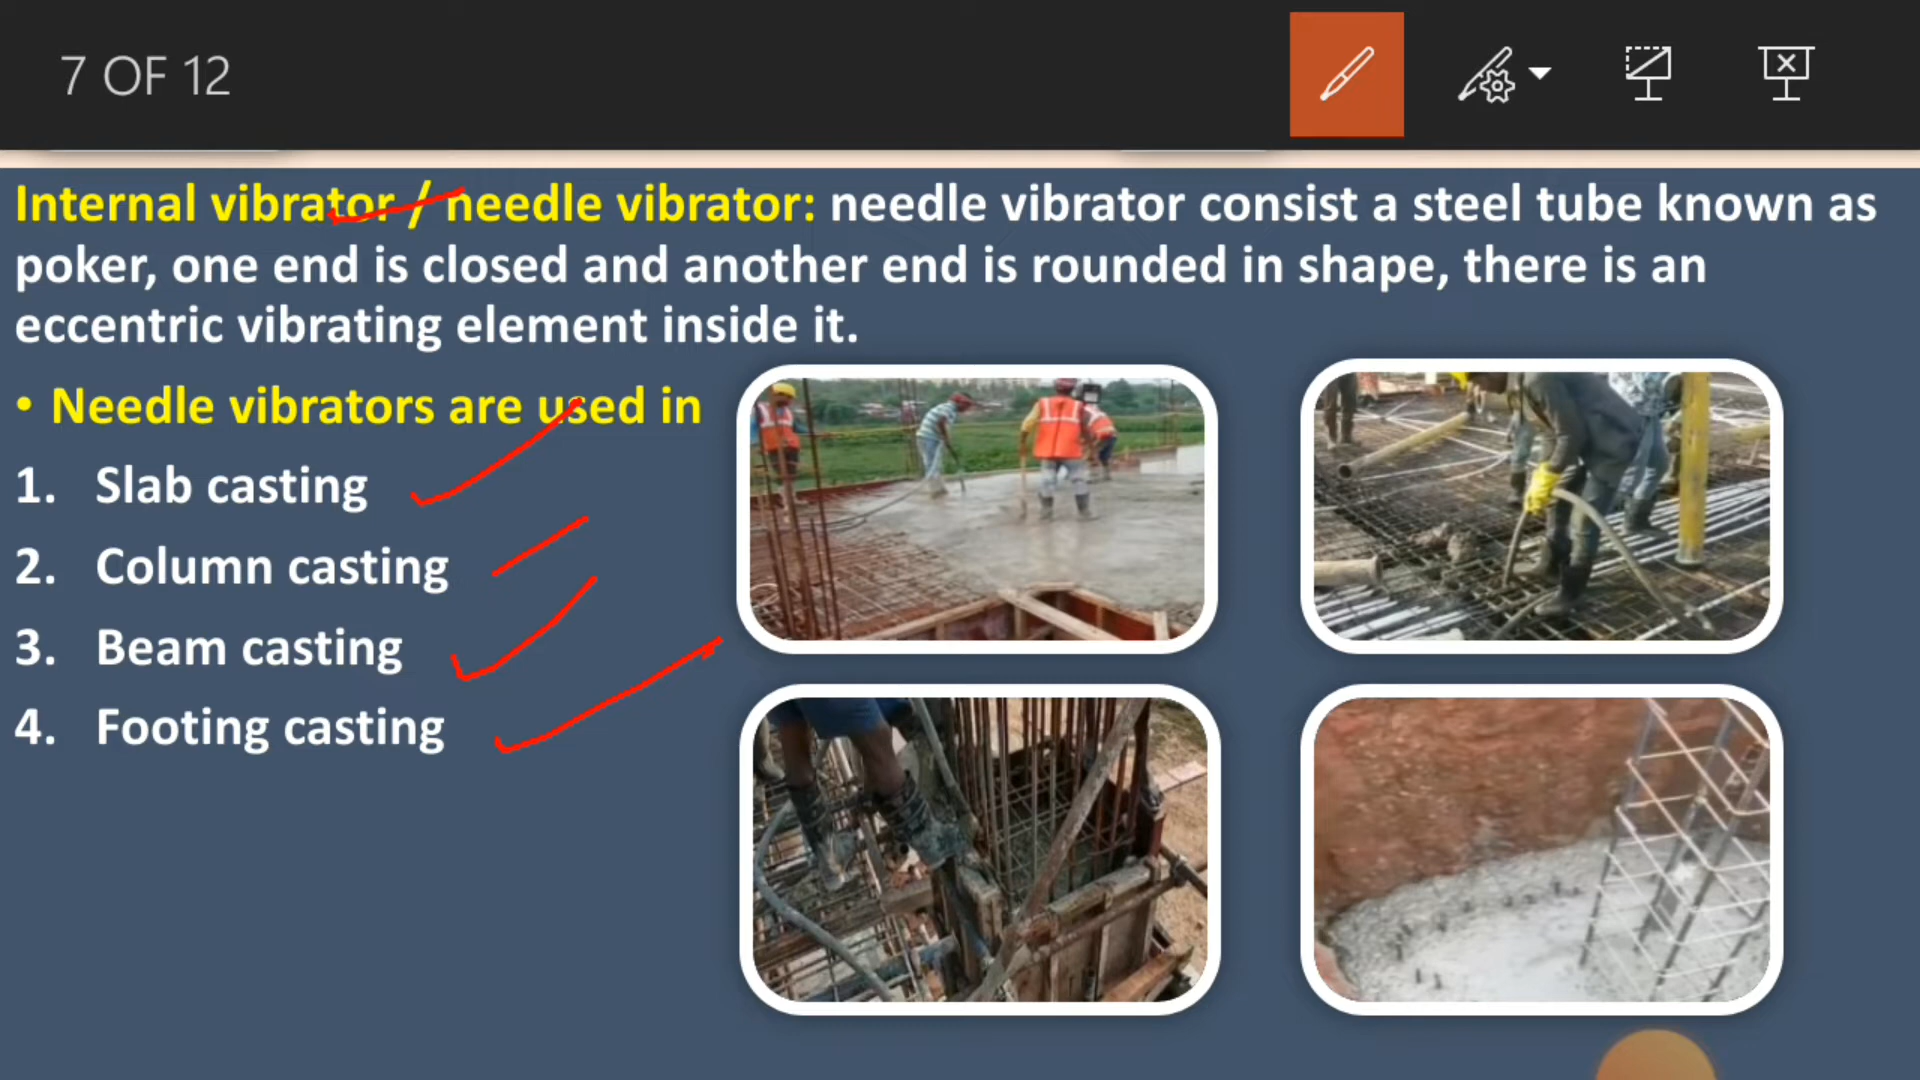 7 OF 12
Internal vibrator / needle vibrator: needle vibrator consist a steel tube known as
poker, one end is closed and another end is rounded in shape, there is an
eccentric vibrating element inside it.
• Needle vibrators are used in
1. Slab casting
2. Column casting
3. Beam casting
4. Footing casting